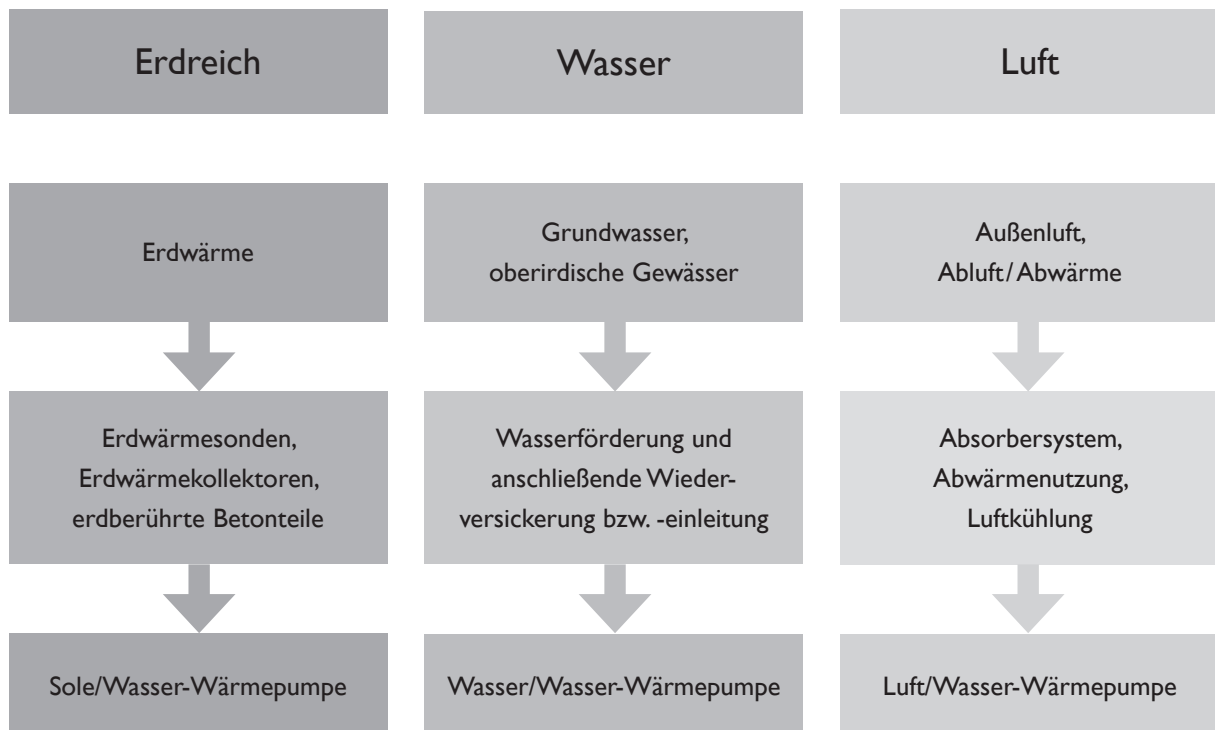 Erdreich
Wasser
Luft
Erdwärme
Grundwasser,
oberirdische Gewässer
Außenluft,
Abluft/Abwärme
Erdwärmesonden,
Erdwärmekollektoren,
erdberührte Betonteile
Wasserförderung und
anschließende Wieder-
versickerung bzw. -einleitung
Absorbersystem,
Abwärmenutzung,
Luftkühlung
Sole/Wasser-Wärmepumpe
Wasser/Wasser-Wärmepumpe
Luft/Wasser-Wärmepumpe